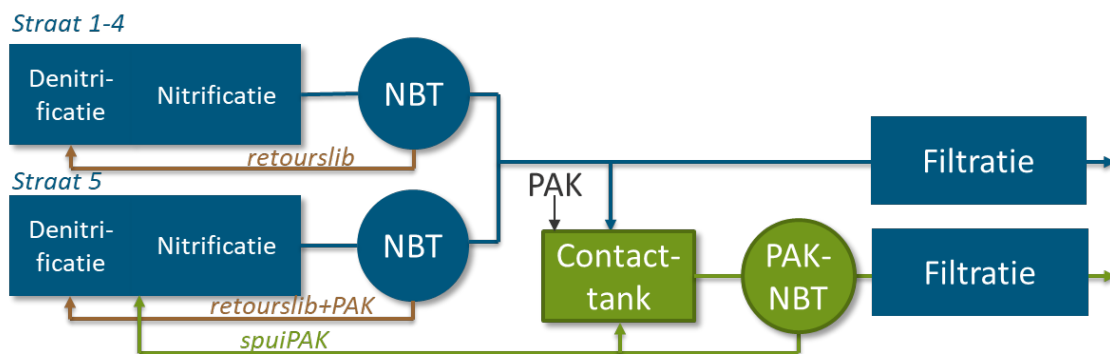 Straat 1-4
Denitri-
ficatie
Nitrificatie
NBT
retourslib
Straat 5
Denitri-
ficatie
Nitrificatie
NBT
retourslib+PAK
spuiPAK
PAK
Contact-
tank
PAK-
NBT
Filtratie
Filtratie